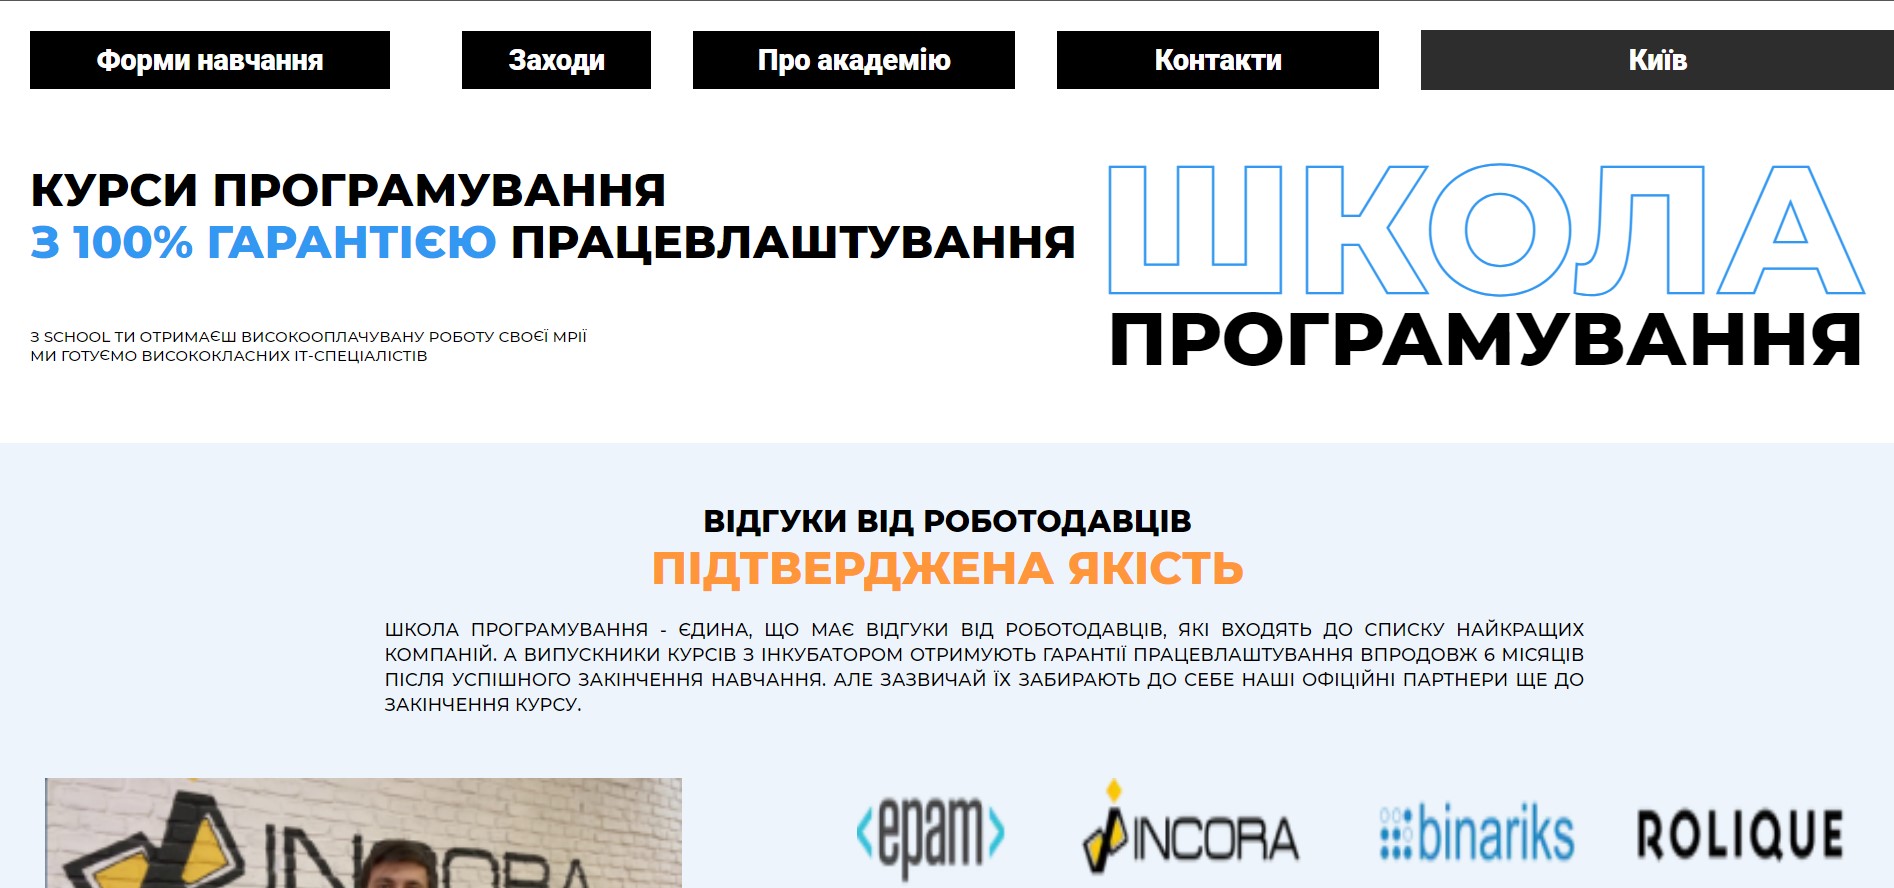 Форми навчання
Заходи
Про академію
Контакти
Київ
КУРСИ ПРОГРАМУВАННЯ
З 100% ГАРАНТІЄЮ ПРАЦЕВЛАШТУВАННЯ
З SCHOOL ТИ ОТРИМАЄШ ВИСОКООПЛАЧУВАНУ РОБОТУ СВОЄЇ МРІЇ
МИ ГОТУЄМО ВИСОКОКЛАСНИХ ІТ-СПЕЦІАЛІСТІВ
ШКОЛА
ПРОГРАМУВАННЯ
ВІДГУКИ ВІД РОБОТОДАВЦІВ
ПІДТВЕРДЖЕНА ЯКІСТЬ
ШКОЛА ПРОГРАМУВАННЯ - ЄДИНА, ЩО МАЄ ВІДГУКИ ВІД РОБОТОДАВЦІВ, ЯКІ ВХОДЯТЬ ДО СПИСКУ НАЙКРАЩИХ
КОМПАНІЙ. А ВИПУСКНИКИ КУРСІВ З ІНКУБАТОРОМ ОТРИМУЮТЬ ГАРАНТІЇ ПРАЦЕВЛАШТУВАННЯ ВПРОДОВЖ 6 МІСЯЦІВ
ПІСЛЯ УСПІШНОГО ЗАКІНЧЕННЯ НАВЧАННЯ. АЛЕ ЗАЗВИЧАЙ ЇХ ЗАБИРАЮТЬ ДО СЕБЕ НАШІ ОФІЦІЙНІ ПАРТНЕРИ ЩЕ ДО
ЗАКІНЧЕННЯ КУРСУ.
INCORA
<epam>
INCORA
binariks
ROLIQUE